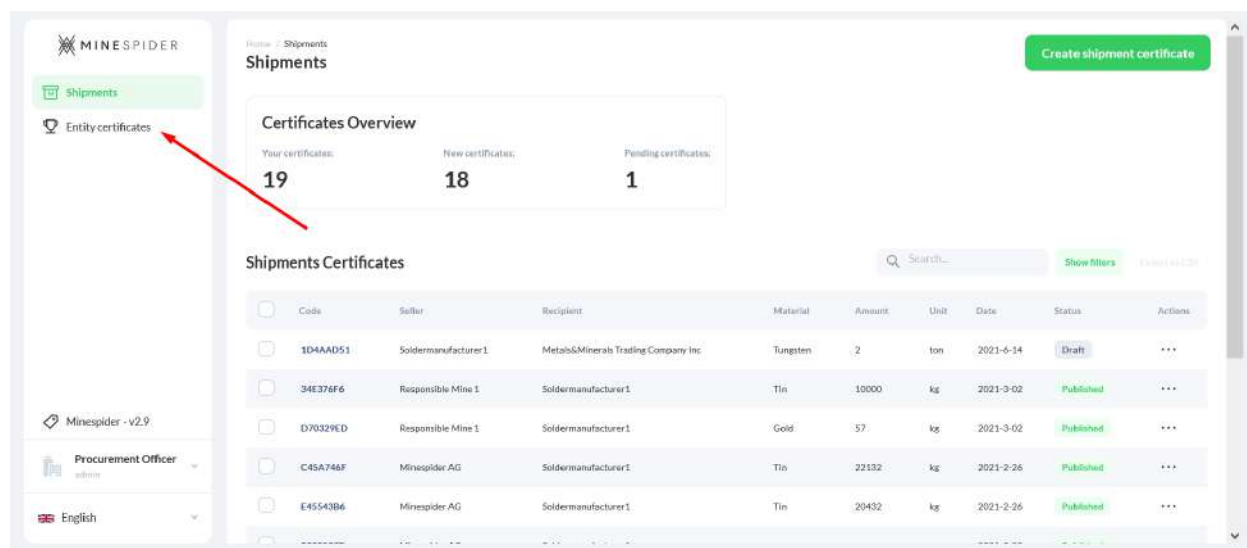 MINESPIDER
Shipments
Entity certificates
Minespider - v2.9
Procurement Officer
admin
English
Home / Shipments
Shipments
Create shipment certificate
Certificates Overview
Your certificates: New certificates: Pending certificates:
19 18 1
Shipments Certificates
Search... Show filters Export as CSV
Code Seller Recipient Material Amount Unit Date Status Actions
1D4AAD51 Soldermanufacturer1 Metals&Minerals Trading Company Inc Tungsten 2 ton 2021-6-14 Draft ...
34E376F6 Responsible Mine 1 Soldermanufacturer1 Tin 10000 kg 2021-3-02 Published ...
D70329ED Responsible Mine 1 Soldermanufacturer1 Gold 57 kg 2021-3-02 Published ...
C45A746F Minespider AG Soldermanufacturer1 Tin 22132 kg 2021-2-26 Published ...
E45543B6 Minespider AG Soldermanufacturer1 Tin 20432 kg 2021-2-26 Published ...